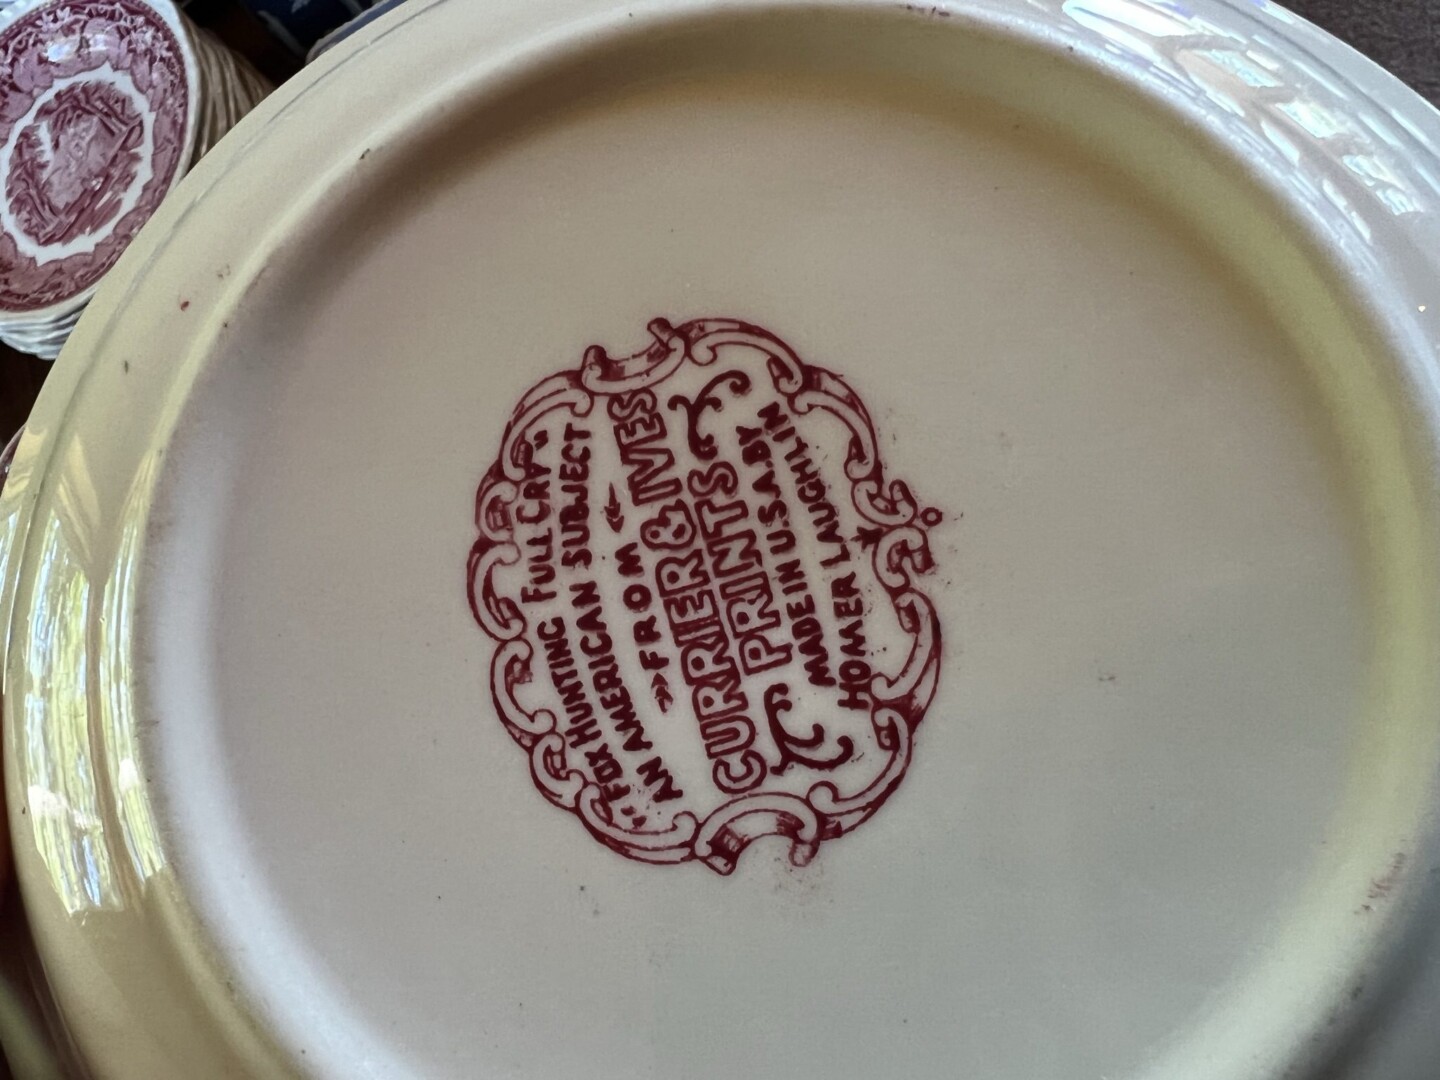 "FOX HUNTING FULL CRY"
AN AMERICAN SUBJECT
FROM
CURRIER & IVES
PRINTS
MADE IN U.S.A. BY
HOMER LAUGHLIN